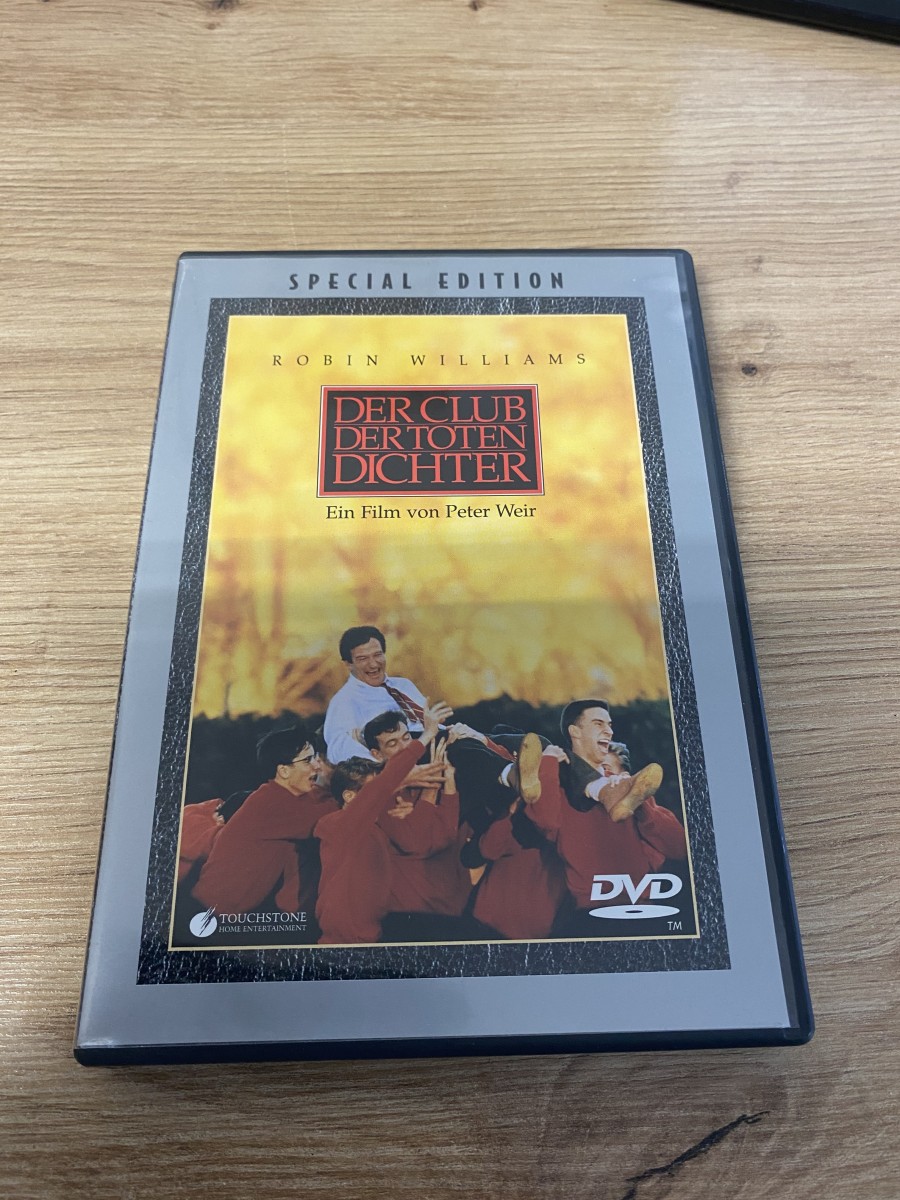 SPECIAL EDITION
ROBIN WILLIAMS
DER CLUB
DER TOTEN
DICHTER
Ein Film von Peter Weir
TOUCHSTONE
HOME ENTERTAINMENT
DVD
TM